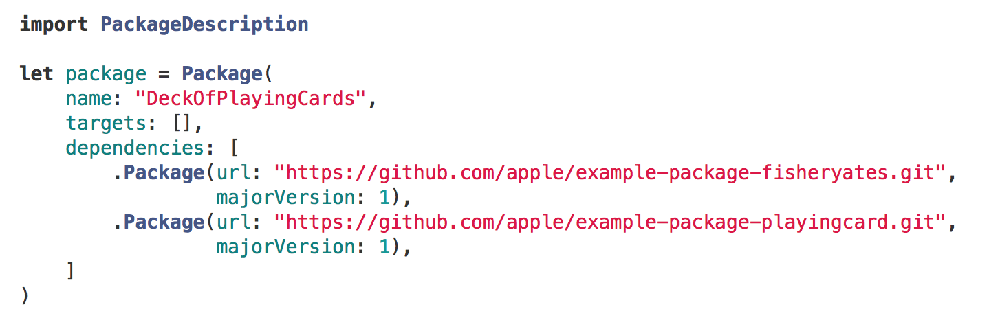 import PackageDescription

let package = Package(
    name: "DeckOfPlayingCards",
    targets: [],
    dependencies: [
        .Package(url: "https://github.com/apple/example-package-fisheryates.git",
                 majorVersion: 1),
        .Package(url: "https://github.com/apple/example-package-playingcard.git",
                 majorVersion: 1),
    ]
)